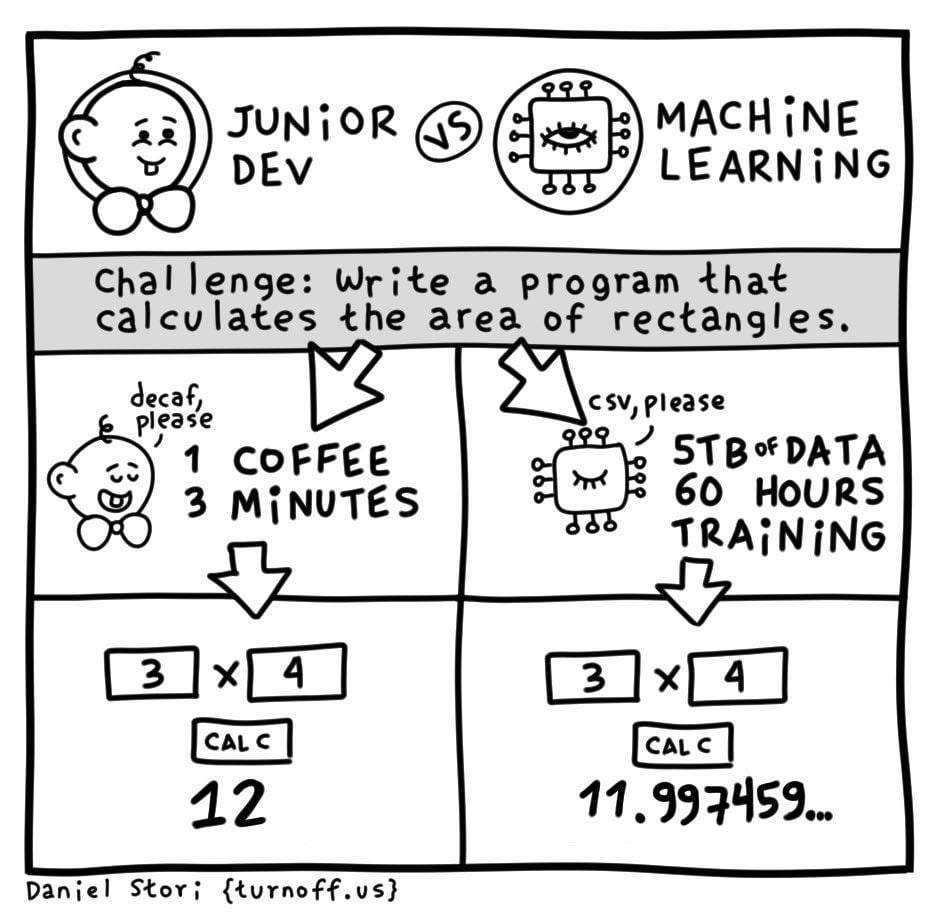 JUNiOR
DEV
VS
MACHiNE
LEARNiNG
Challenge: Write a program that
calculates the area of rectangles.
decaf,
please
1 COFFEE
3 MiNUTES
csv, please
5TB OF DATA
60 HOURS
TRAiNiNG
3 x 4
CALC
12
3 x 4
CALC
11.997459...
Daniel Stori {turnoff.us}